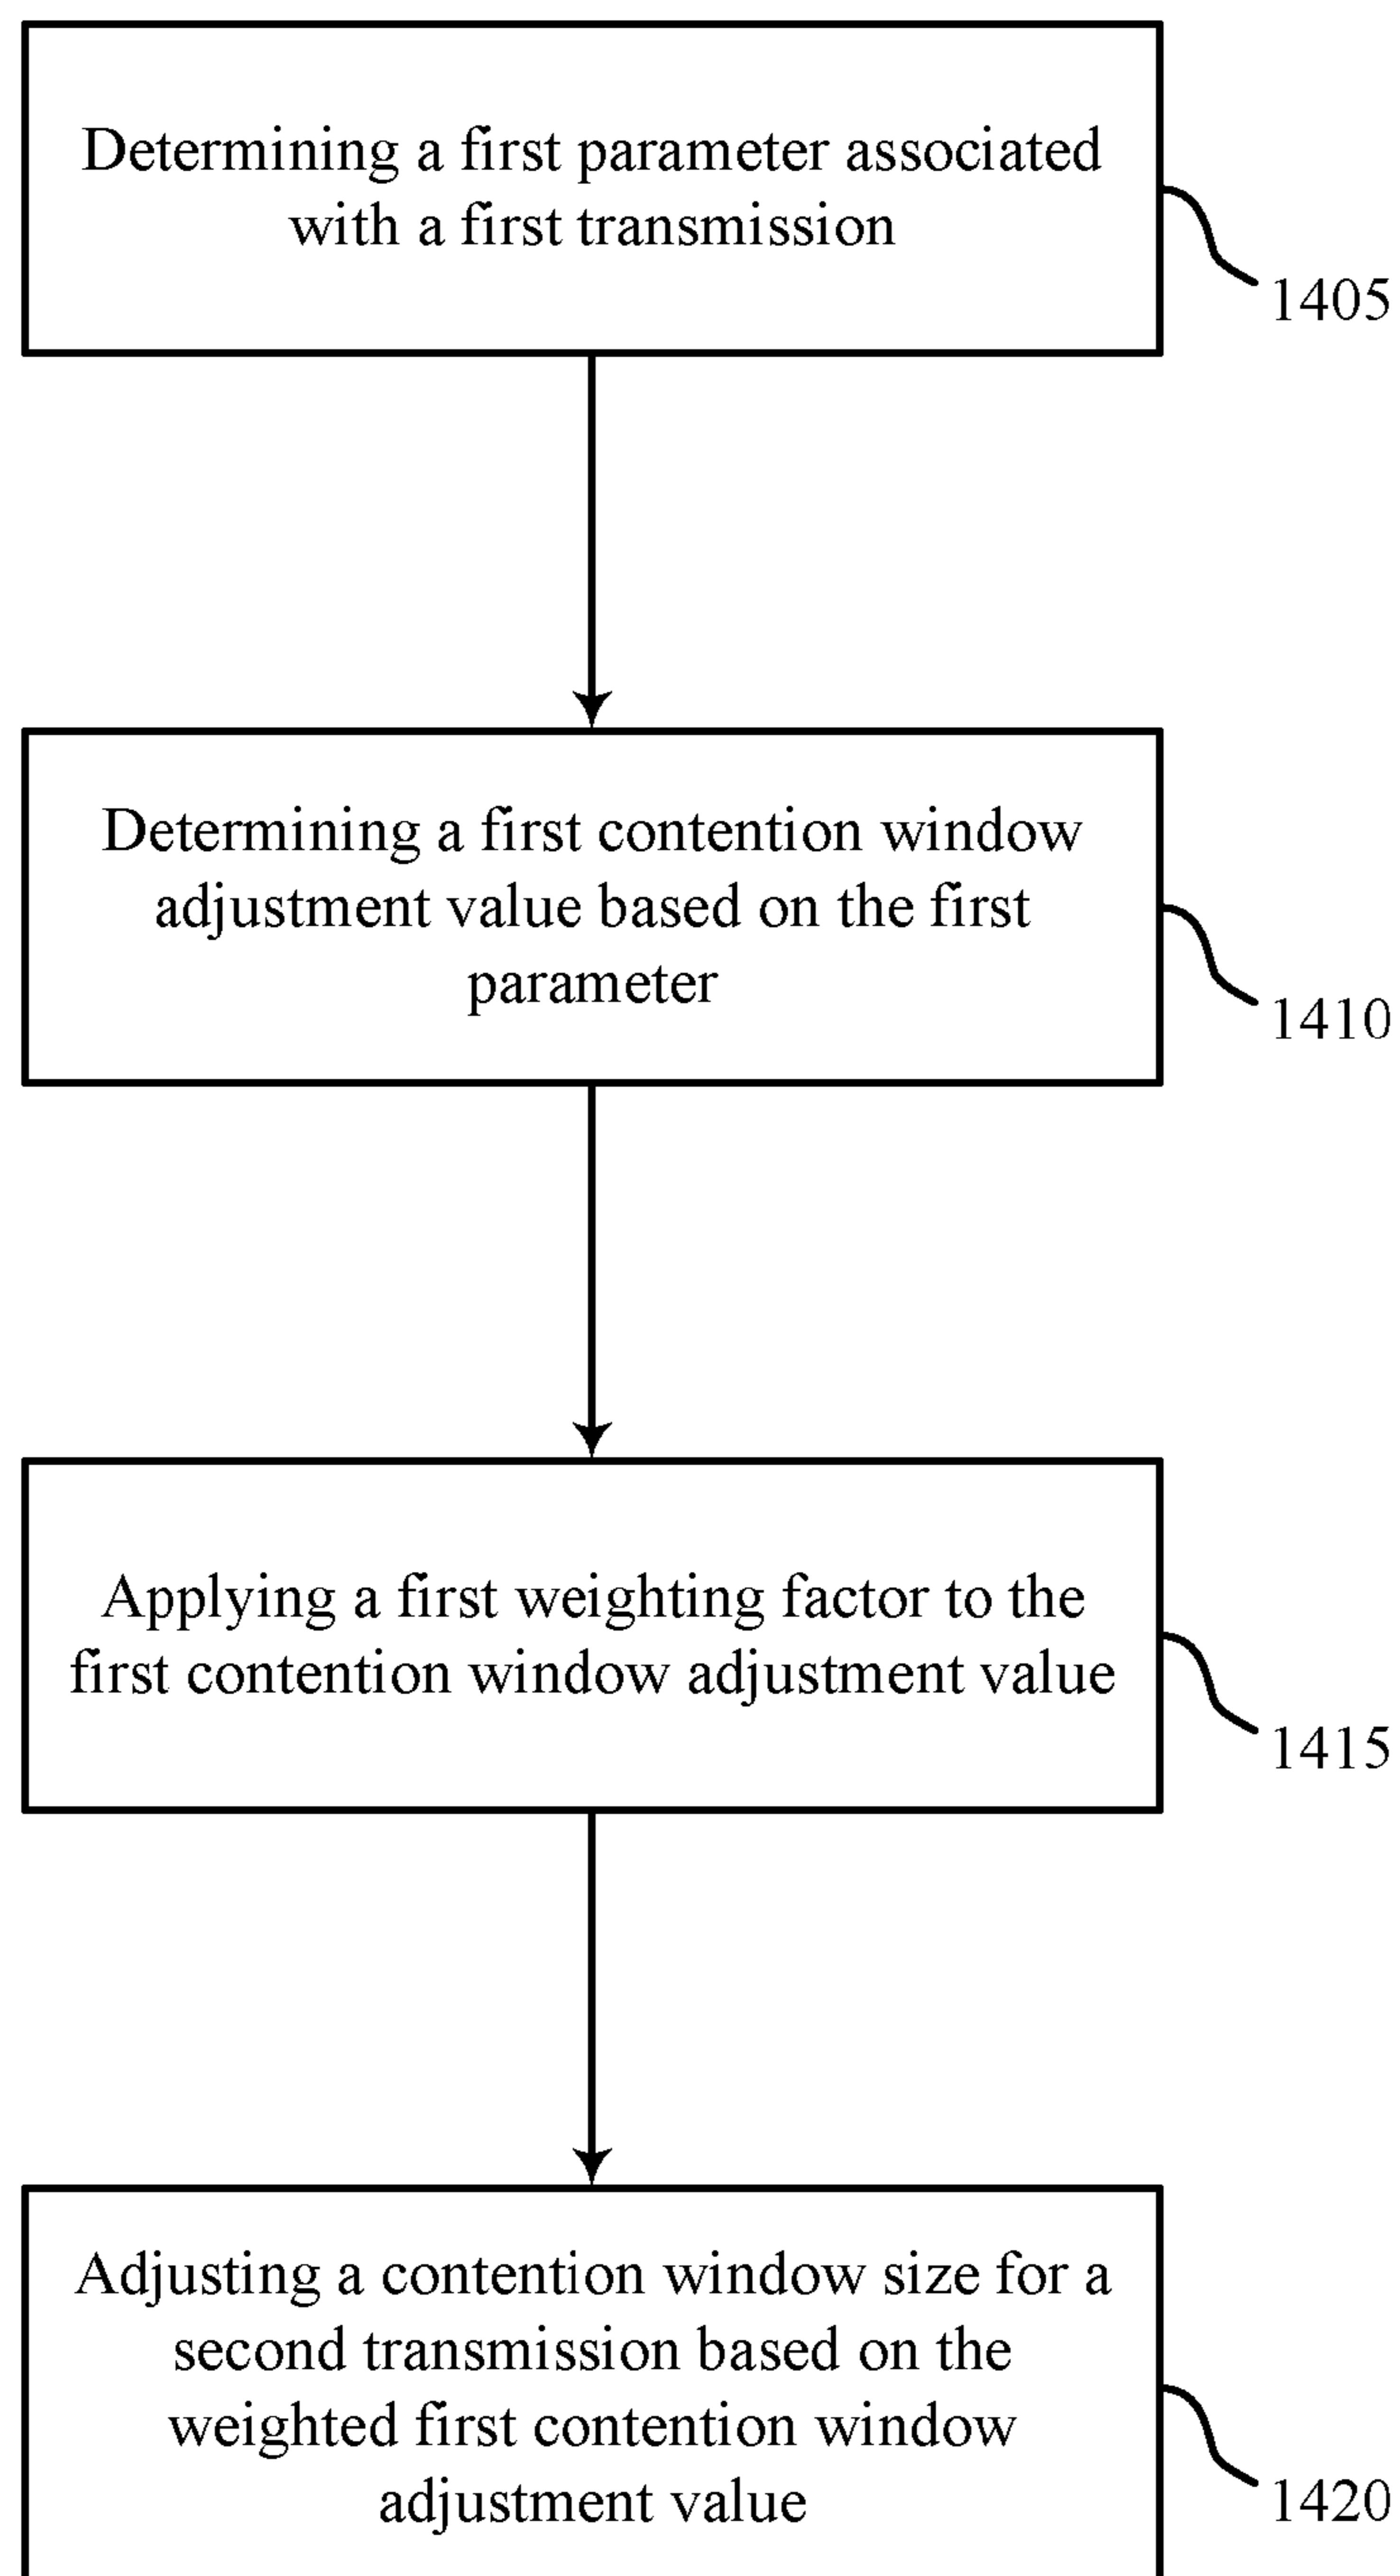 Determining a first parameter associated
with a first transmission
1405
Determining a first contention window
adjustment value based on the first
parameter
1410
Applying a first weighting factor to the
first contention window adjustment value
1415
Adjusting a contention window size for a
second transmission based on the
weighted first contention window
adjustment value
1420